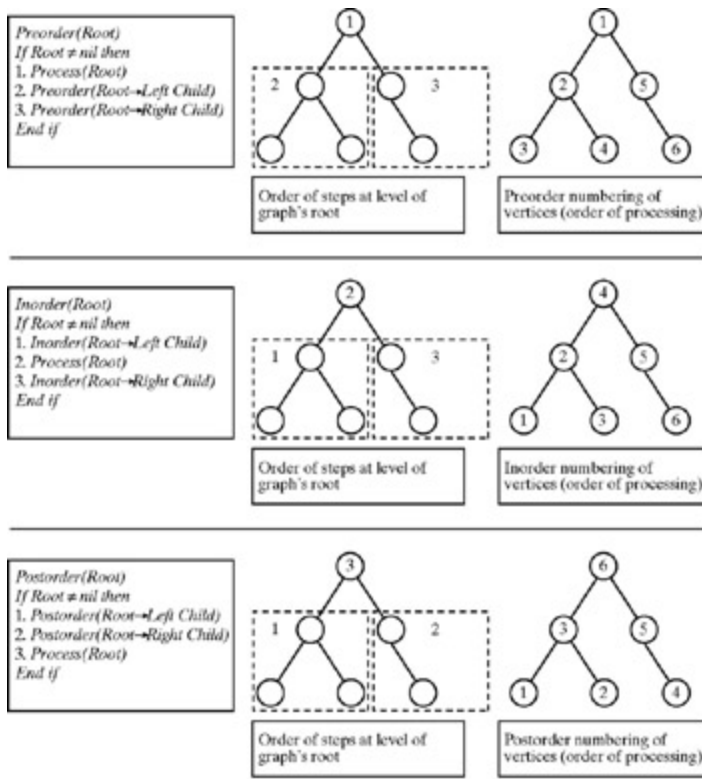 Preorder(Root)
If Root ≠ nil then
1. Process(Root)
2. Preorder(Root→Left Child)
3. Preorder(Root→Right Child)
End if
1
2
3
Order of steps at level of
graph's root
1
2
5
3
4
6
Preorder numbering of
vertices (order of processing)
Inorder(Root)
If Root ≠ nil then
1. Inorder(Root→Left Child)
2. Process(Root)
3. Inorder(Root→Right Child)
End if
2
1
3
Order of steps at level of
graph's root
4
2
5
1
3
6
Inorder numbering of
vertices (order of processing)
Postorder(Root)
If Root ≠ nil then
1. Postorder(Root→Left Child)
2. Postorder(Root→Right Child)
3. Process(Root)
End if
3
1
2
Order of steps at level of
graph's root
6
3
5
1
2
4
Postorder numbering of
vertices (order of processing)